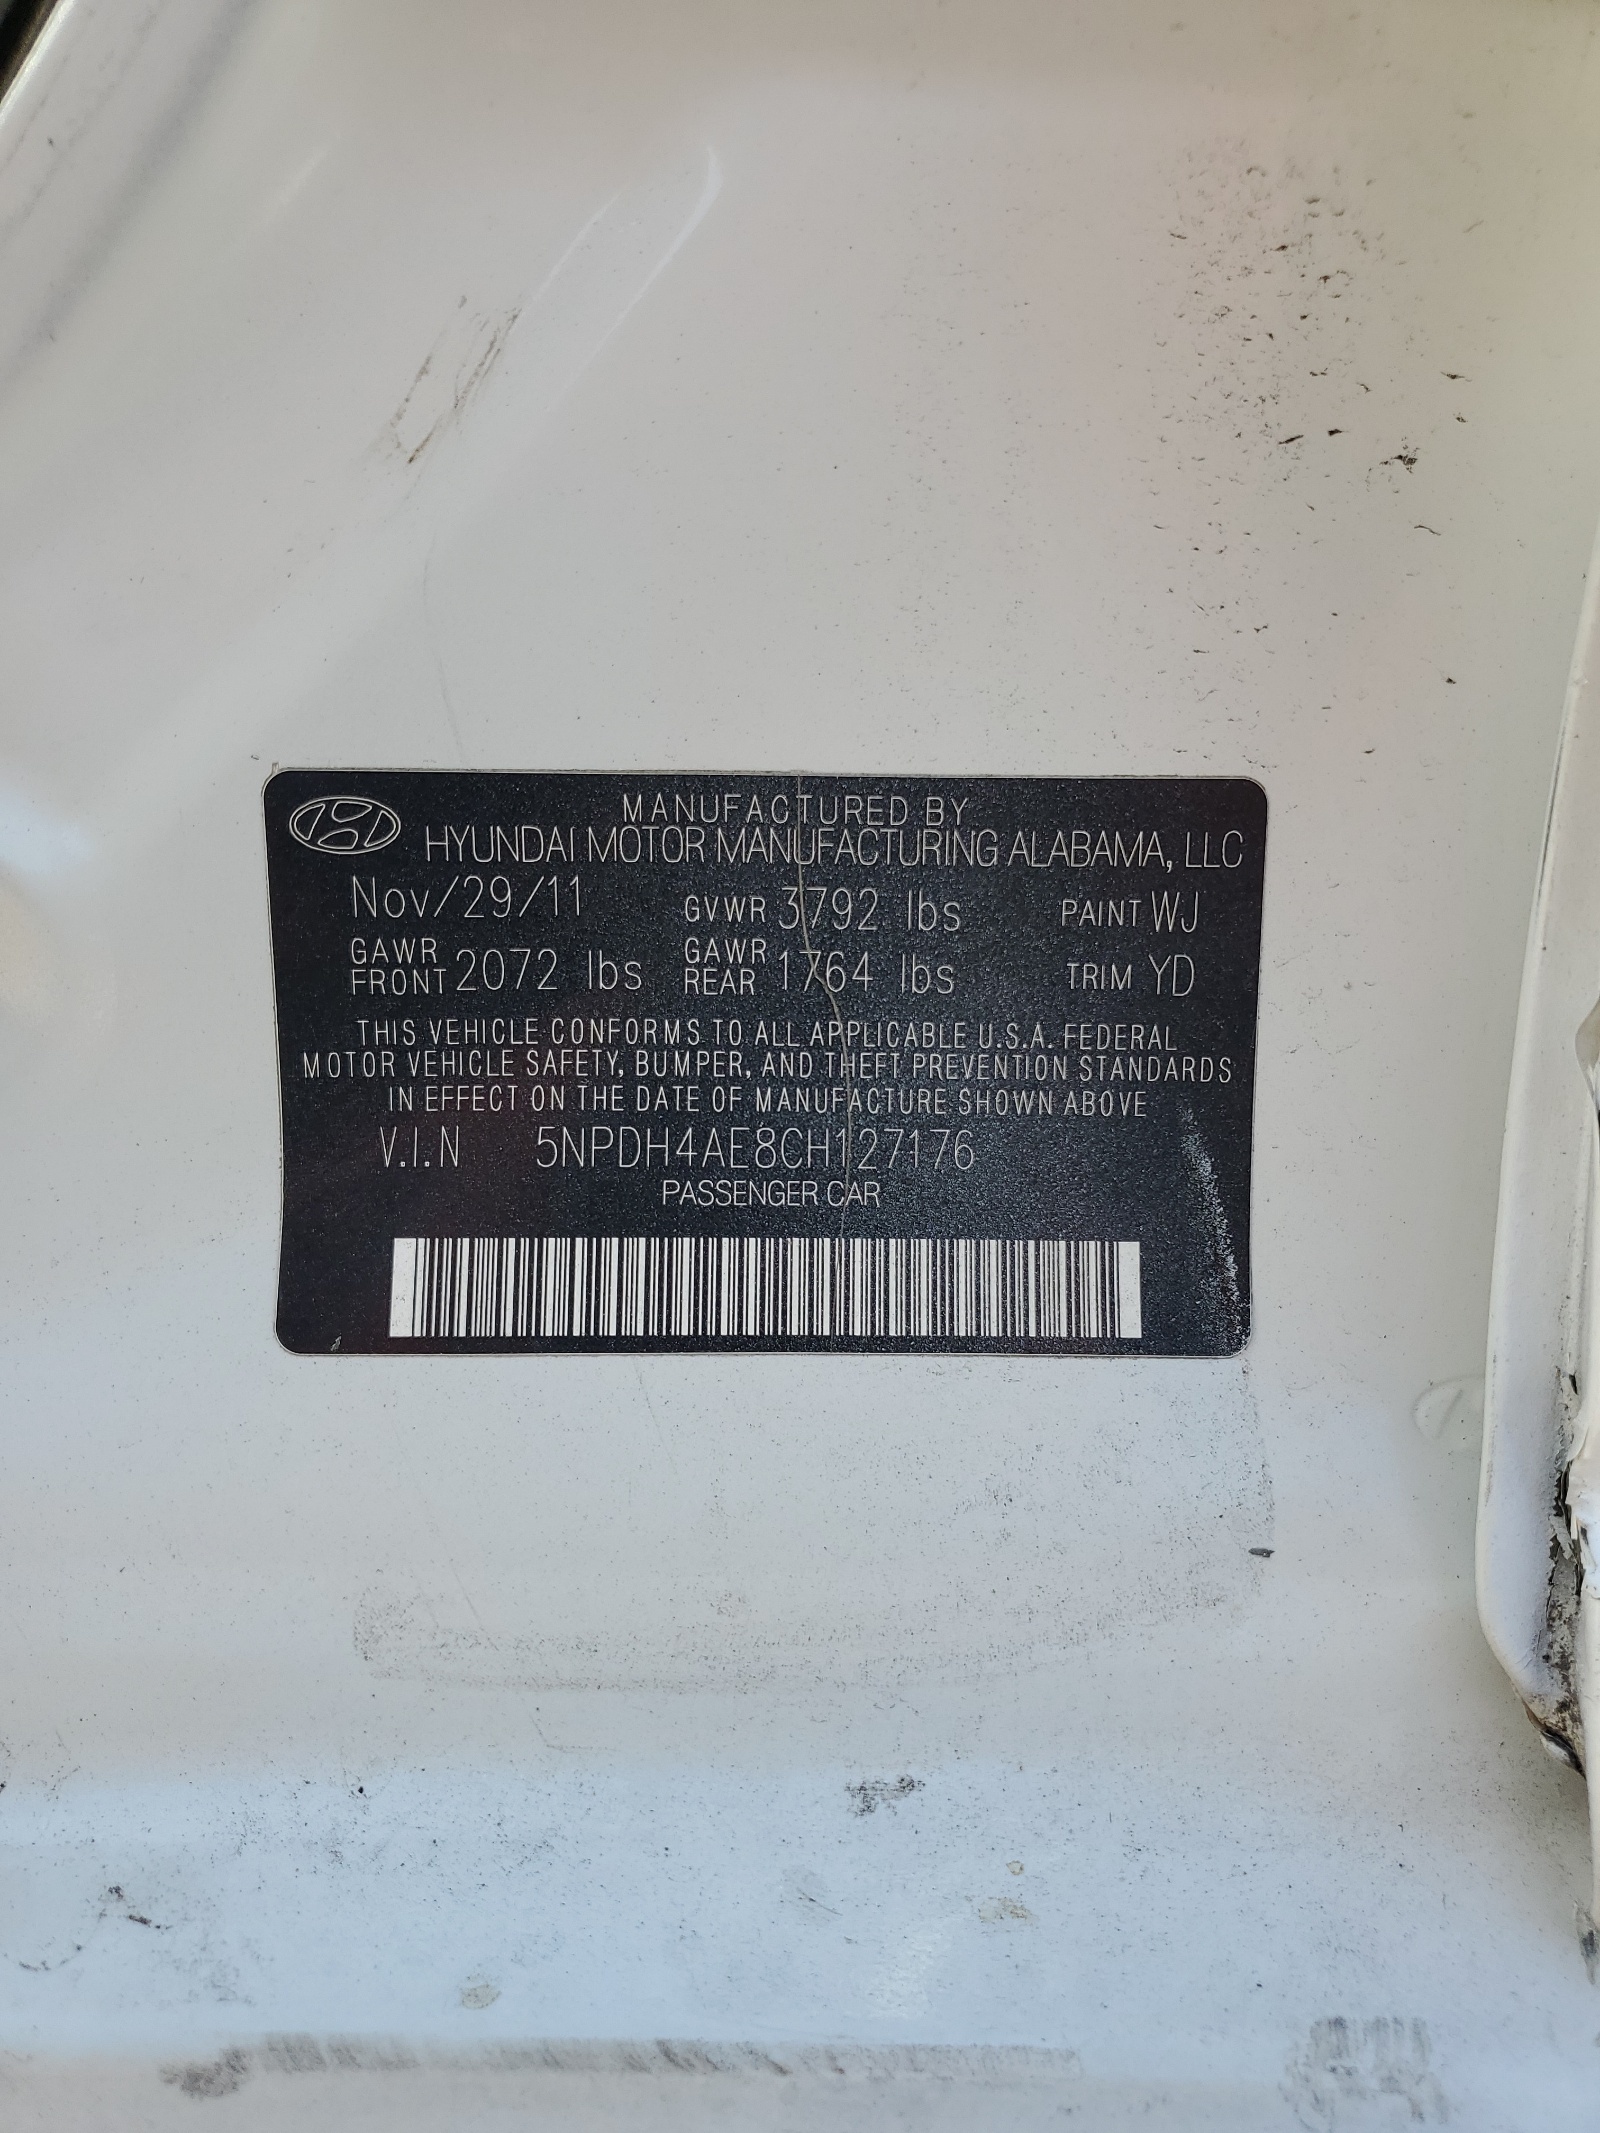 MANUFACTURED BY
HYUNDAI MOTOR MANUFACTURING ALABAMA, LLC
Nov/29/11 GVWR 3792 lbs PAINT WJ
GAWR FRONT 2072 lbs GAWR REAR 1764 lbs TRIM YD
THIS VEHICLE CONFORMS TO ALL APPLICABLE U.S.A. FEDERAL
MOTOR VEHICLE SAFETY, BUMPER, AND THEFT PREVENTION STANDARDS
IN EFFECT ON THE DATE OF MANUFACTURE SHOWN ABOVE
V.I.N 5NPDH4AE8CH127176
PASSENGER CAR